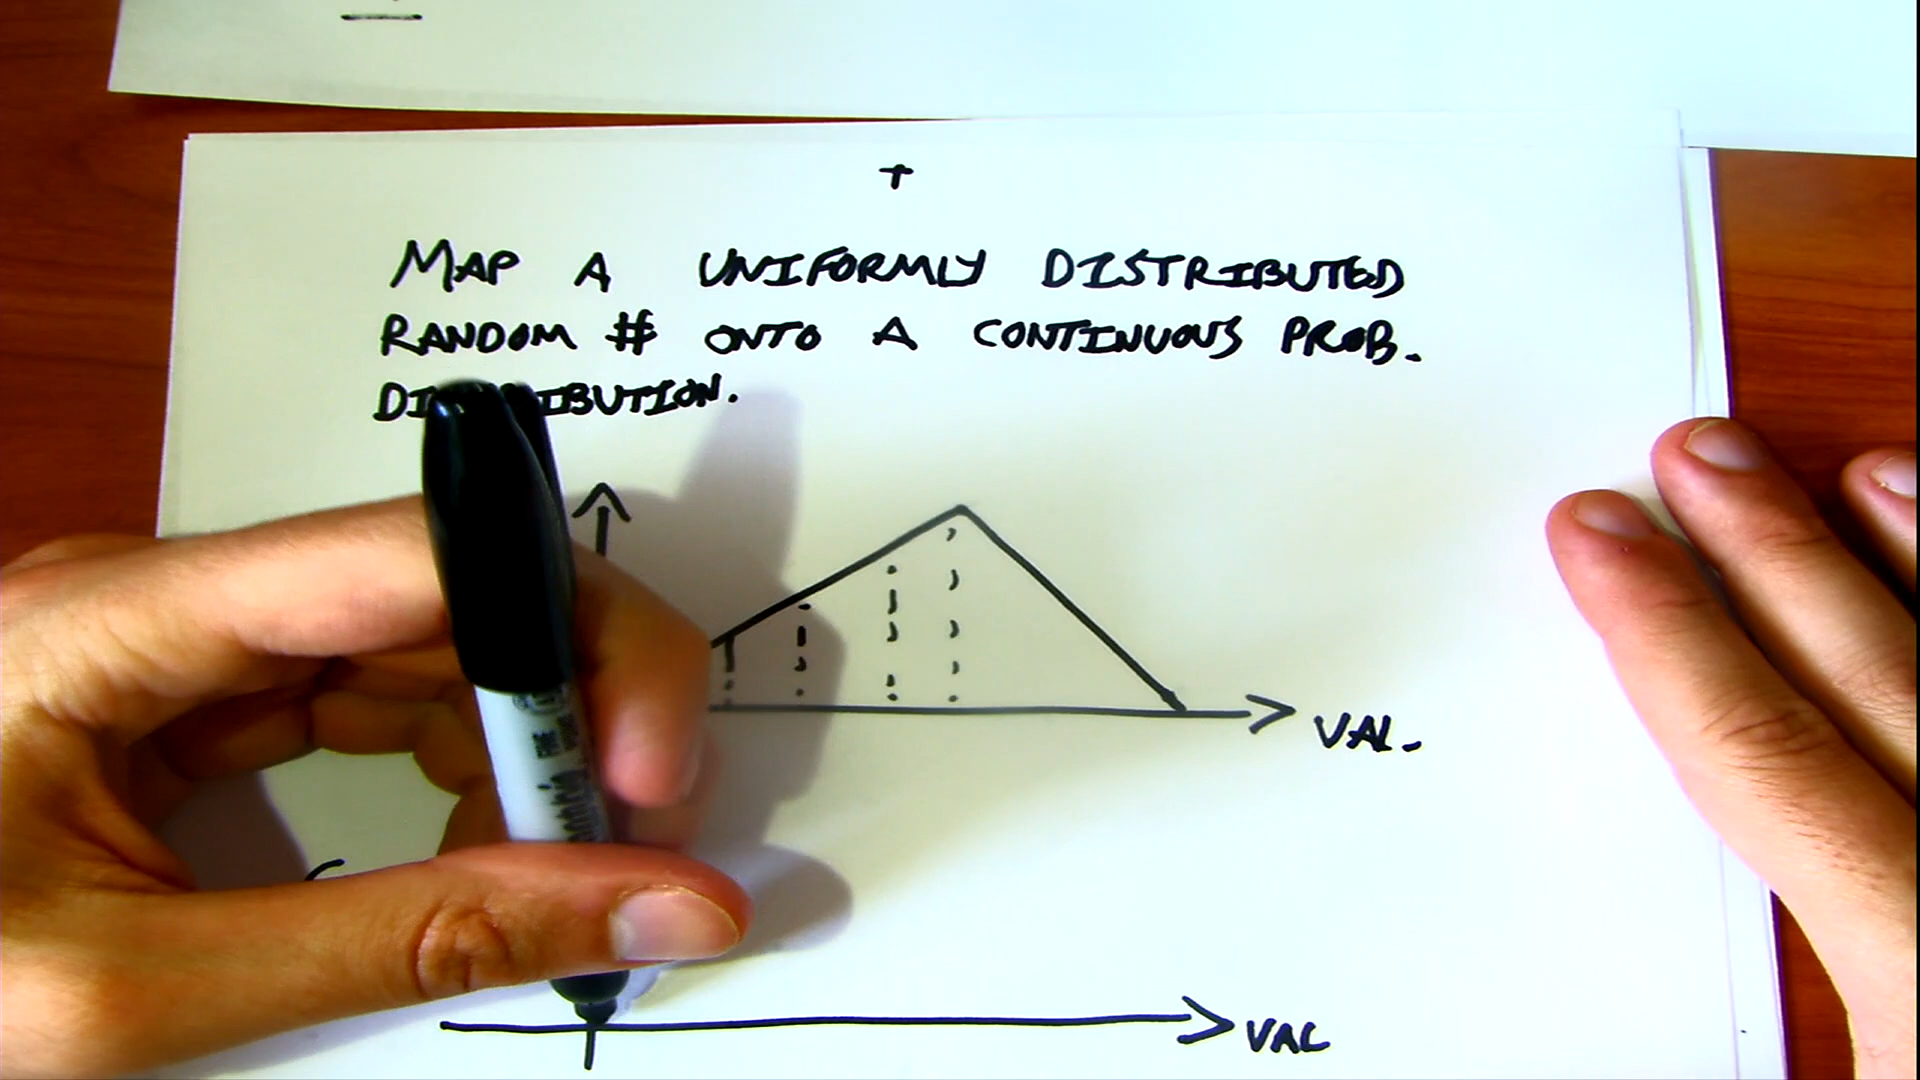 +
MAP A UNIFORMLY DISTRIBUTED
RANDOM # ONTO A CONTINUOUS PROB.
VAL.
VAL